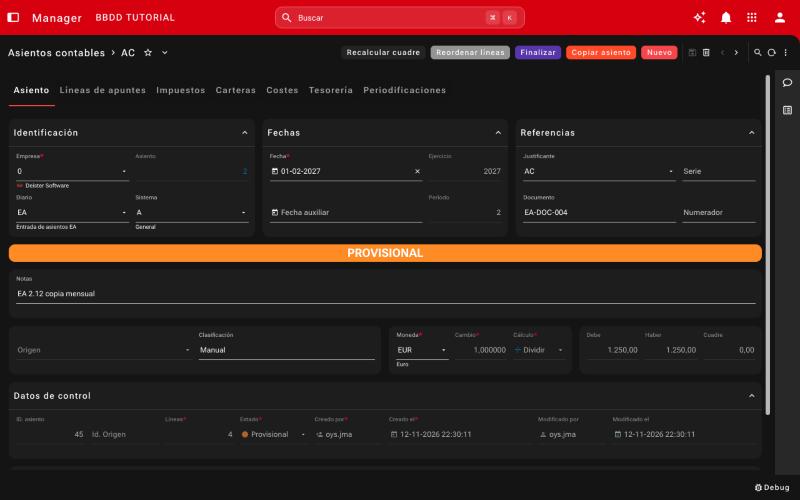 Manager BBDD TUTORIAL Buscar ⌘ K
Asientos contables > AC Recalcular cuadre Reordenar líneas Finalizar Copiar asiento Nuevo
Asiento Líneas de apuntes Impuestos Carteras Costes Tesorería Periodificaciones
Identificación Fechas Referencias
Empresa* Asiento Fecha* Ejercicio Justificante
0 2 01-02-2027 2027 AC Serie
Deister Software
Diario Sistema Período Documento
EA A Fecha auxiliar 2 EA-DOC-004 Numerador
Entrada de asientos EA General
PROVISIONAL
Notas
EA 2.12 copia mensual
Clasificación Moneda* Cambio* Cálculo* Debe Haber Cuadre
Origen Manual EUR 1,000000 ÷ Dividir 1.250,00 1.250,00 0,00
Euro
Datos de control
ID. asiento Líneas* Estado* Creado por* Creado el* Modificado por Modificado el
45 Id. Origen 4 Provisional oys.jma 12-11-2026 22:30:11 oys.jma 12-11-2026 22:30:11
Debug